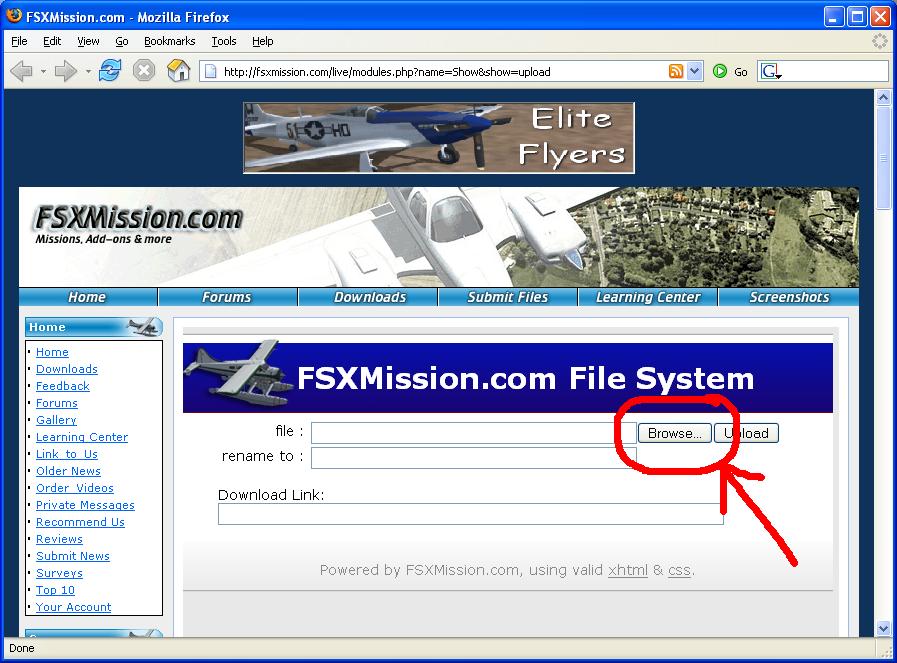 FSXMission.com - Mozilla Firefox
File Edit View Go Bookmarks Tools Help
http://fsxmission.com/live/modules.php?name=Show&show=upload Go G
51 HO
Elite
Flyers
FSXMission.com
Missions, Add-ons & more
Home Forums Downloads Submit Files Learning Center Screenshots
Home
Home
Downloads
Feedback
Forums
Gallery
Learning Center
Link to Us
Older News
Order Videos
Private Messages
Recommend Us
Reviews
Submit News
Surveys
Top 10
Your Account
FSXMission.com File System
file : Browse... Upload
rename to :
Download Link:
Powered by FSXMission.com, using valid xhtml & css.
Done